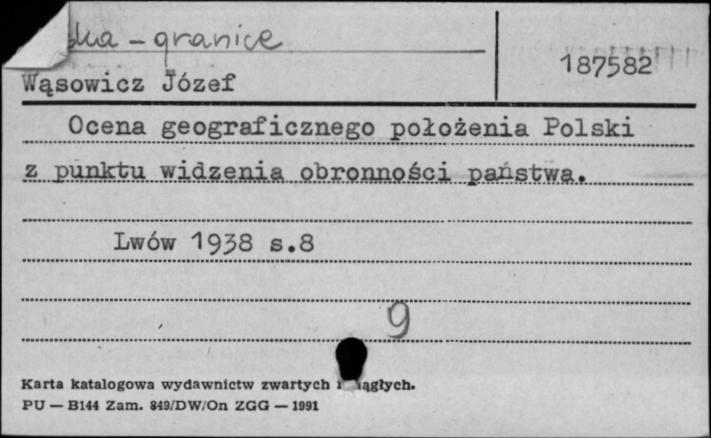 - granice
187582
Wąsowicz Józef
Ocena geograficznego położenia Polski
z punktu widzenia obronności państwa.
Lwów 1938 s.8
9
Karta katalogowa wydawnictw zwartych
PU — B144 Zam. 849/DW/On ZGG — 1991